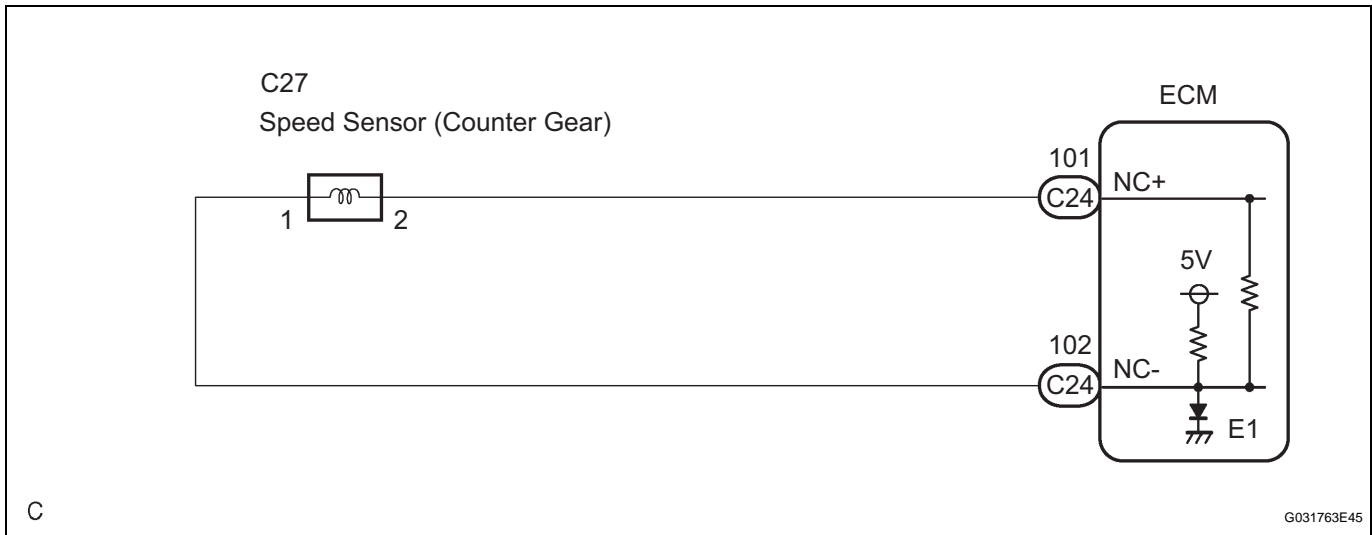 C27
Speed Sensor (Counter Gear)
ECM
101
C24
NC+
1
2
5V
102
C24
NC-
E1
C
G031763E45